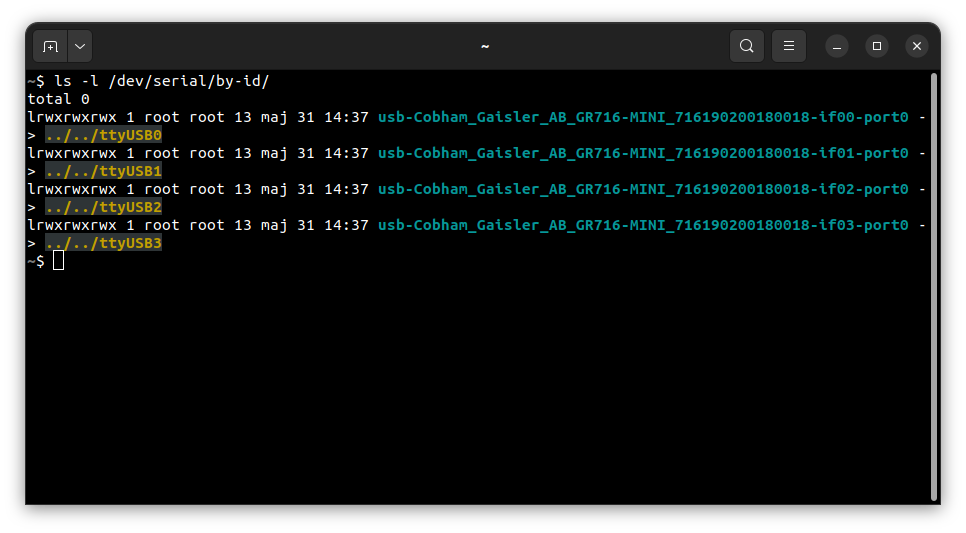 ~
~$ ls -l /dev/serial/by-id/
total 0
lrwxrwxrwx 1 root root 13 maj 31 14:37 usb-Cobham_Gaisler_AB_GR716-MINI_716190200180018-if00-port0 -
> ../../ttyUSB0
lrwxrwxrwx 1 root root 13 maj 31 14:37 usb-Cobham_Gaisler_AB_GR716-MINI_716190200180018-if01-port0 -
> ../../ttyUSB1
lrwxrwxrwx 1 root root 13 maj 31 14:37 usb-Cobham_Gaisler_AB_GR716-MINI_716190200180018-if02-port0 -
> ../../ttyUSB2
lrwxrwxrwx 1 root root 13 maj 31 14:37 usb-Cobham_Gaisler_AB_GR716-MINI_716190200180018-if03-port0 -
> ../../ttyUSB3
~$